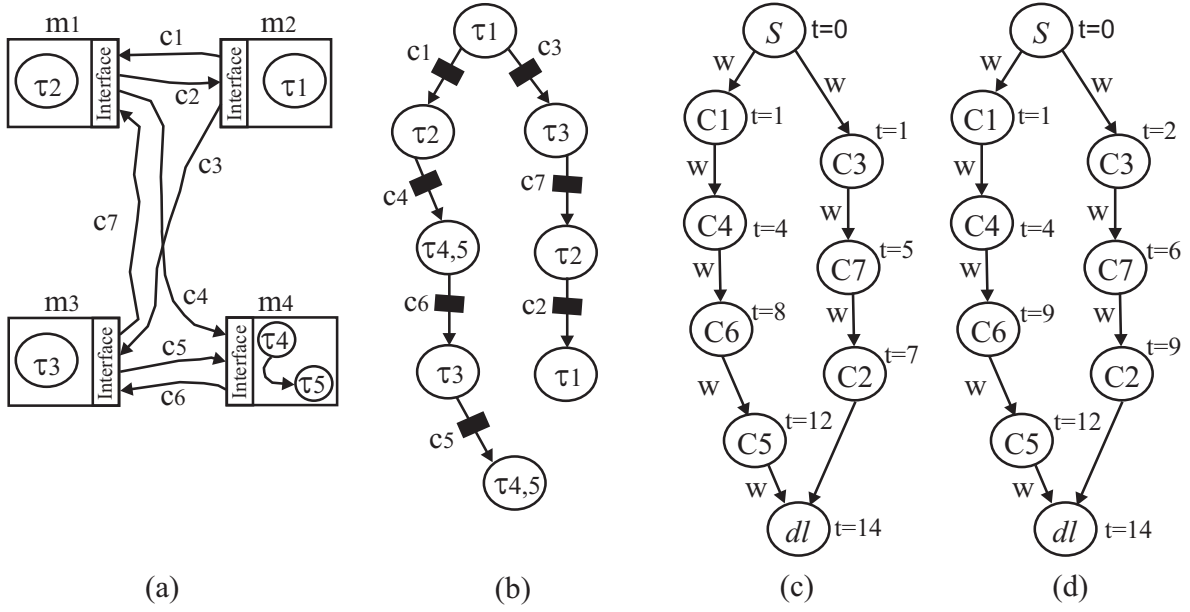 m1
m2
c1
Interface
Interface
τ2
τ1
c2
c3
c7
c4
m3
m4
τ3
Interface
Interface
c5
c6
τ4
τ5
(a)
τ1
c1
c3
τ2
τ3
c4
c7
τ4,5
τ2
c6
c2
τ3
τ1
c5
τ4,5
(b)
S
t=0
w
w
C1
t=1
C3
t=1
w
w
C4
t=4
C7
t=5
w
w
C6
t=8
C2
t=7
w
C5
t=12
w
dl
t=14
(c)
S
t=0
w
w
C1
t=1
C3
t=2
w
w
C4
t=4
C7
t=6
w
w
C6
t=9
C2
t=9
w
C5
t=12
w
dl
t=14
(d)